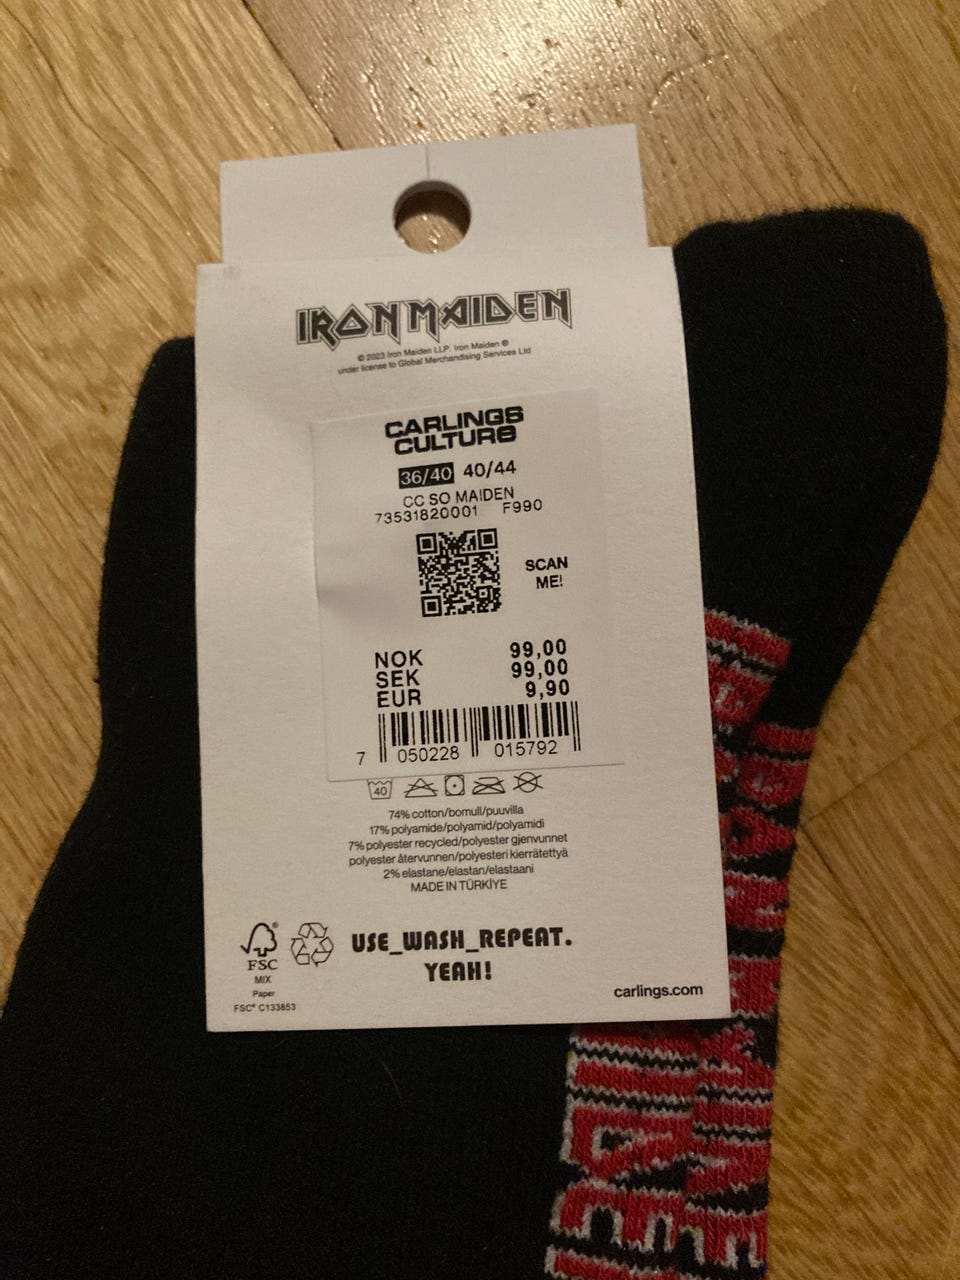 IRON MAIDEN
© 2023 Iron Maiden LLP. Iron Maiden ®
under license to Global Merchandising Services Ltd
CARLINGS
CULTURE
36/40 40/44
CC SO MAIDEN
73531820001 F990
SCAN
ME!
NOK 99,00
SEK 99,00
EUR 9,90
7 050228 015792
40
74% cotton/bomull/puuvilla
17% polyamide/polyamid/polyamidi
7% polyester recycled/polyester gjenvunnet
polyester återvunnen/polyesteri kierrätettyä
2% elastane/elastan/elastaani
MADE IN TÜRKIYE
USE_WASH_REPEAT.
YEAH!
FSC
MIX
Paper
FSC® C133853
carlings.com